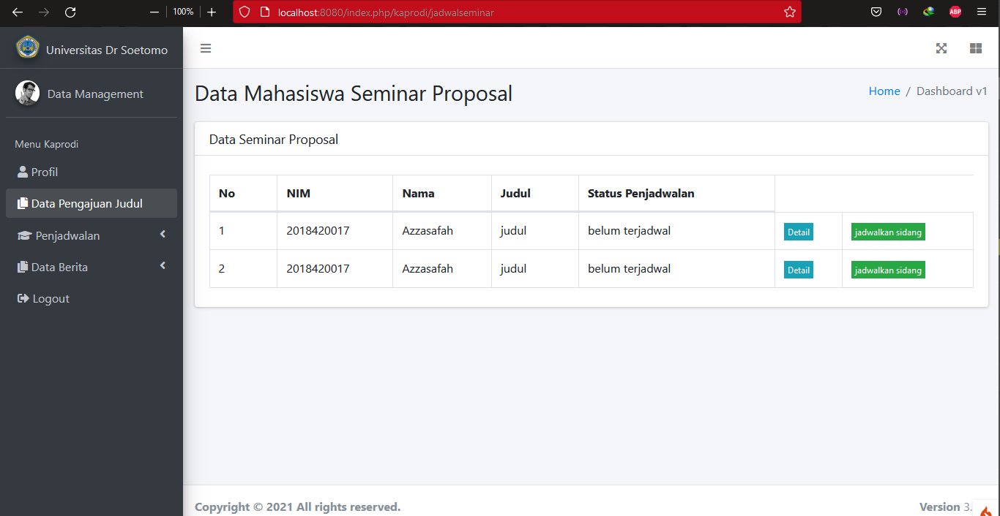 100%
localhost:8080/index.php/kaprodi/jadwalseminar
ABP
Universitas Dr Soetomo
Data Management
Menu Kaprodi
Profil
Data Pengajuan Judul
Penjadwalan
Data Berita
Logout
Data Mahasiswa Seminar Proposal
Home / Dashboard v1
Data Seminar Proposal
No NIM Nama Judul Status Penjadwalan
1 2018420017 Azzasafah judul belum terjadwal Detail jadwalkan sidang
2 2018420017 Azzasafah judul belum terjadwal Detail jadwalkan sidang
Copyright © 2021 All rights reserved.
Version 3.